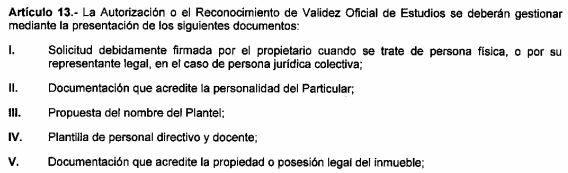 Artículo 13.- La Autorización o el Reconocimiento de Validez Oficial de Estudios se deberán gestionar
mediante la presentación de los siguientes documentos:
I. Solicitud debidamente firmada por el propietario cuando se trate de persona física, o por su
representante legal, en el caso de persona jurídica colectiva;
II. Documentación que acredite la personalidad del Particular;
III. Propuesta del nombre del Plantel;
IV. Plantilla de personal directivo y docente;
V. Documentación que acredite la propiedad o posesión legal del inmueble;